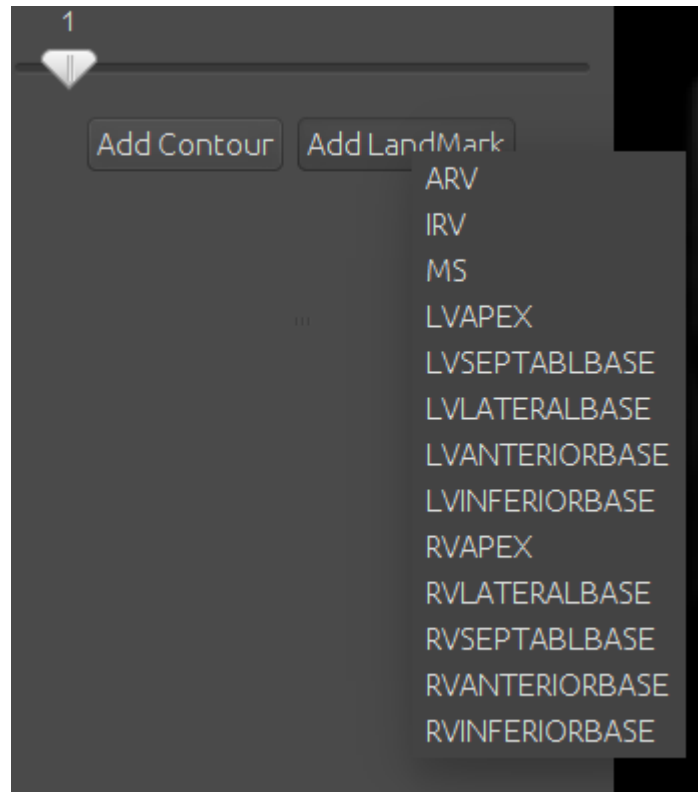 1
Add Contour Add LandMark
ARV
IRV
MS
LVAPEX
LVSEPTABLBASE
LVLATERALBASE
LVANTERIORBASE
LVINFERIORBASE
RVAPEX
RVLATERALBASE
RVSEPTABLBASE
RVANTERIORBASE
RVINFERIORBASE